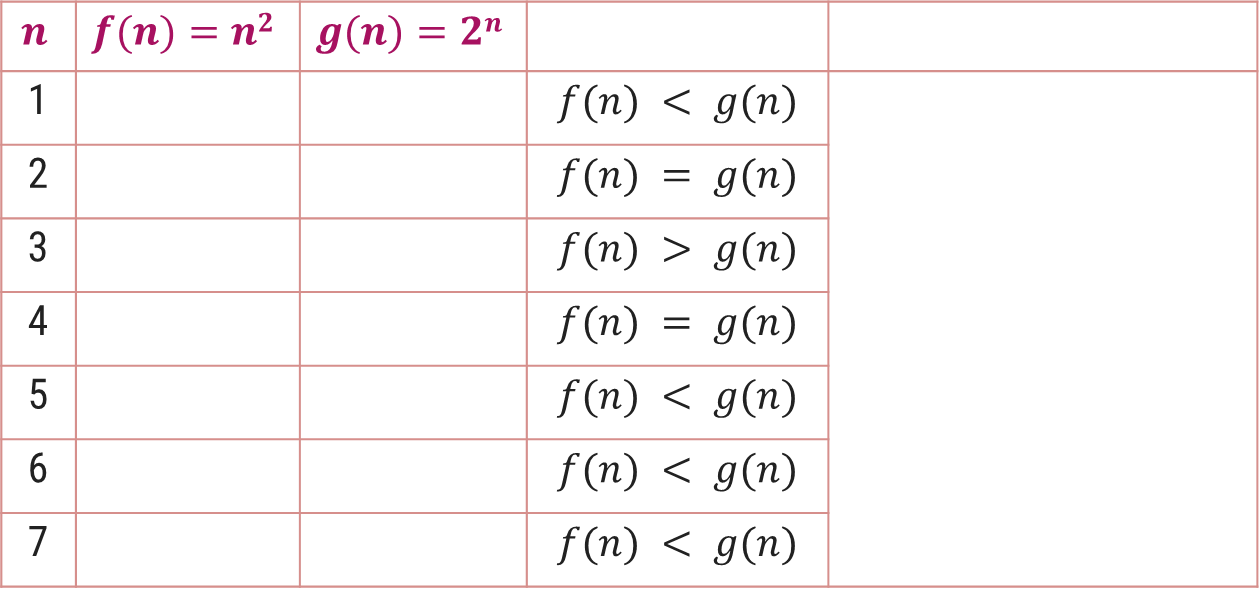 n f(n) = n² g(n) = 2ⁿ
1 f(n) < g(n)
2 f(n) = g(n)
3 f(n) > g(n)
4 f(n) = g(n)
5 f(n) < g(n)
6 f(n) < g(n)
7 f(n) < g(n)